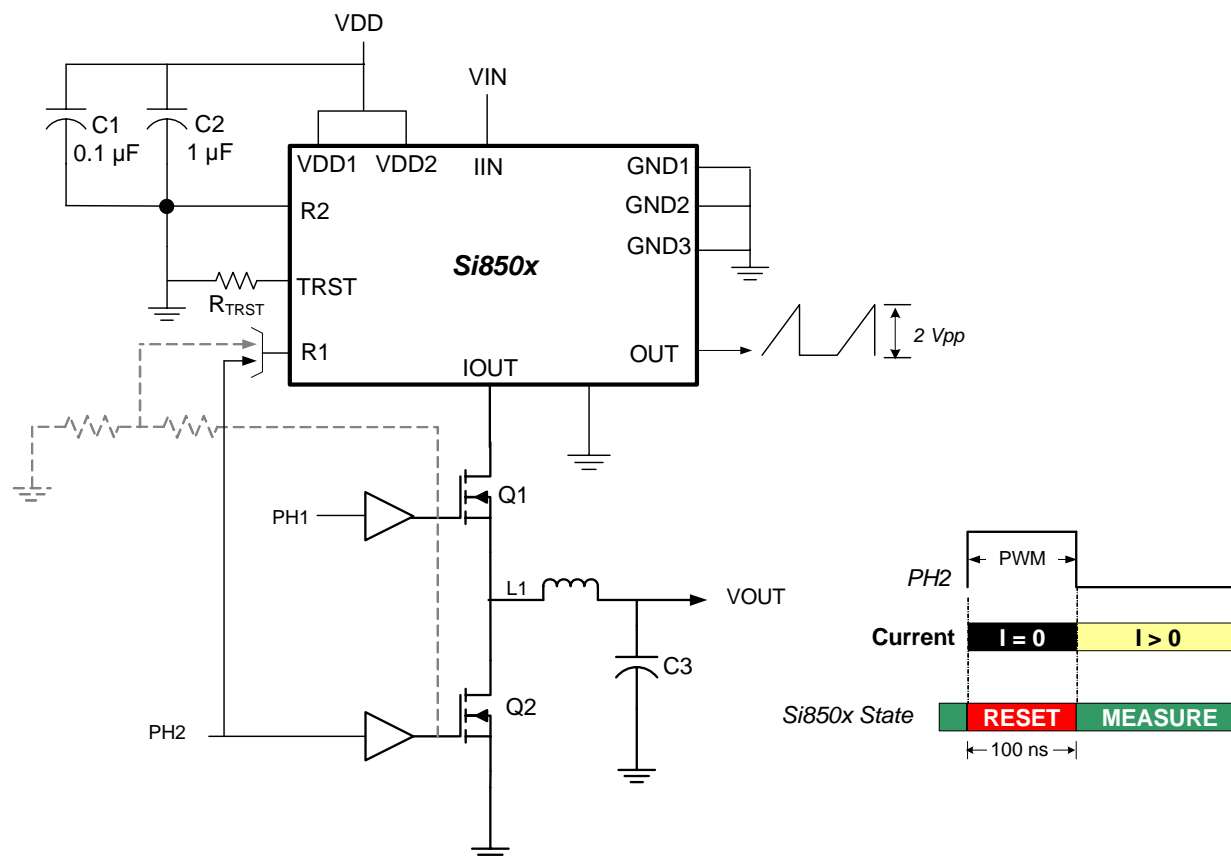 VDD
VIN
C1
0.1 µF
C2
1 µF
VDD1
VDD2
IIN
GND1
R2
GND2
GND3
Si850x
TRST
RTRST
R1
OUT
2 Vpp
IOUT
Q1
PH1
L1
VOUT
C3
Q2
PH2
PH2
PWM
Current
I = 0
I > 0
Si850x State
RESET
MEASURE
100 ns